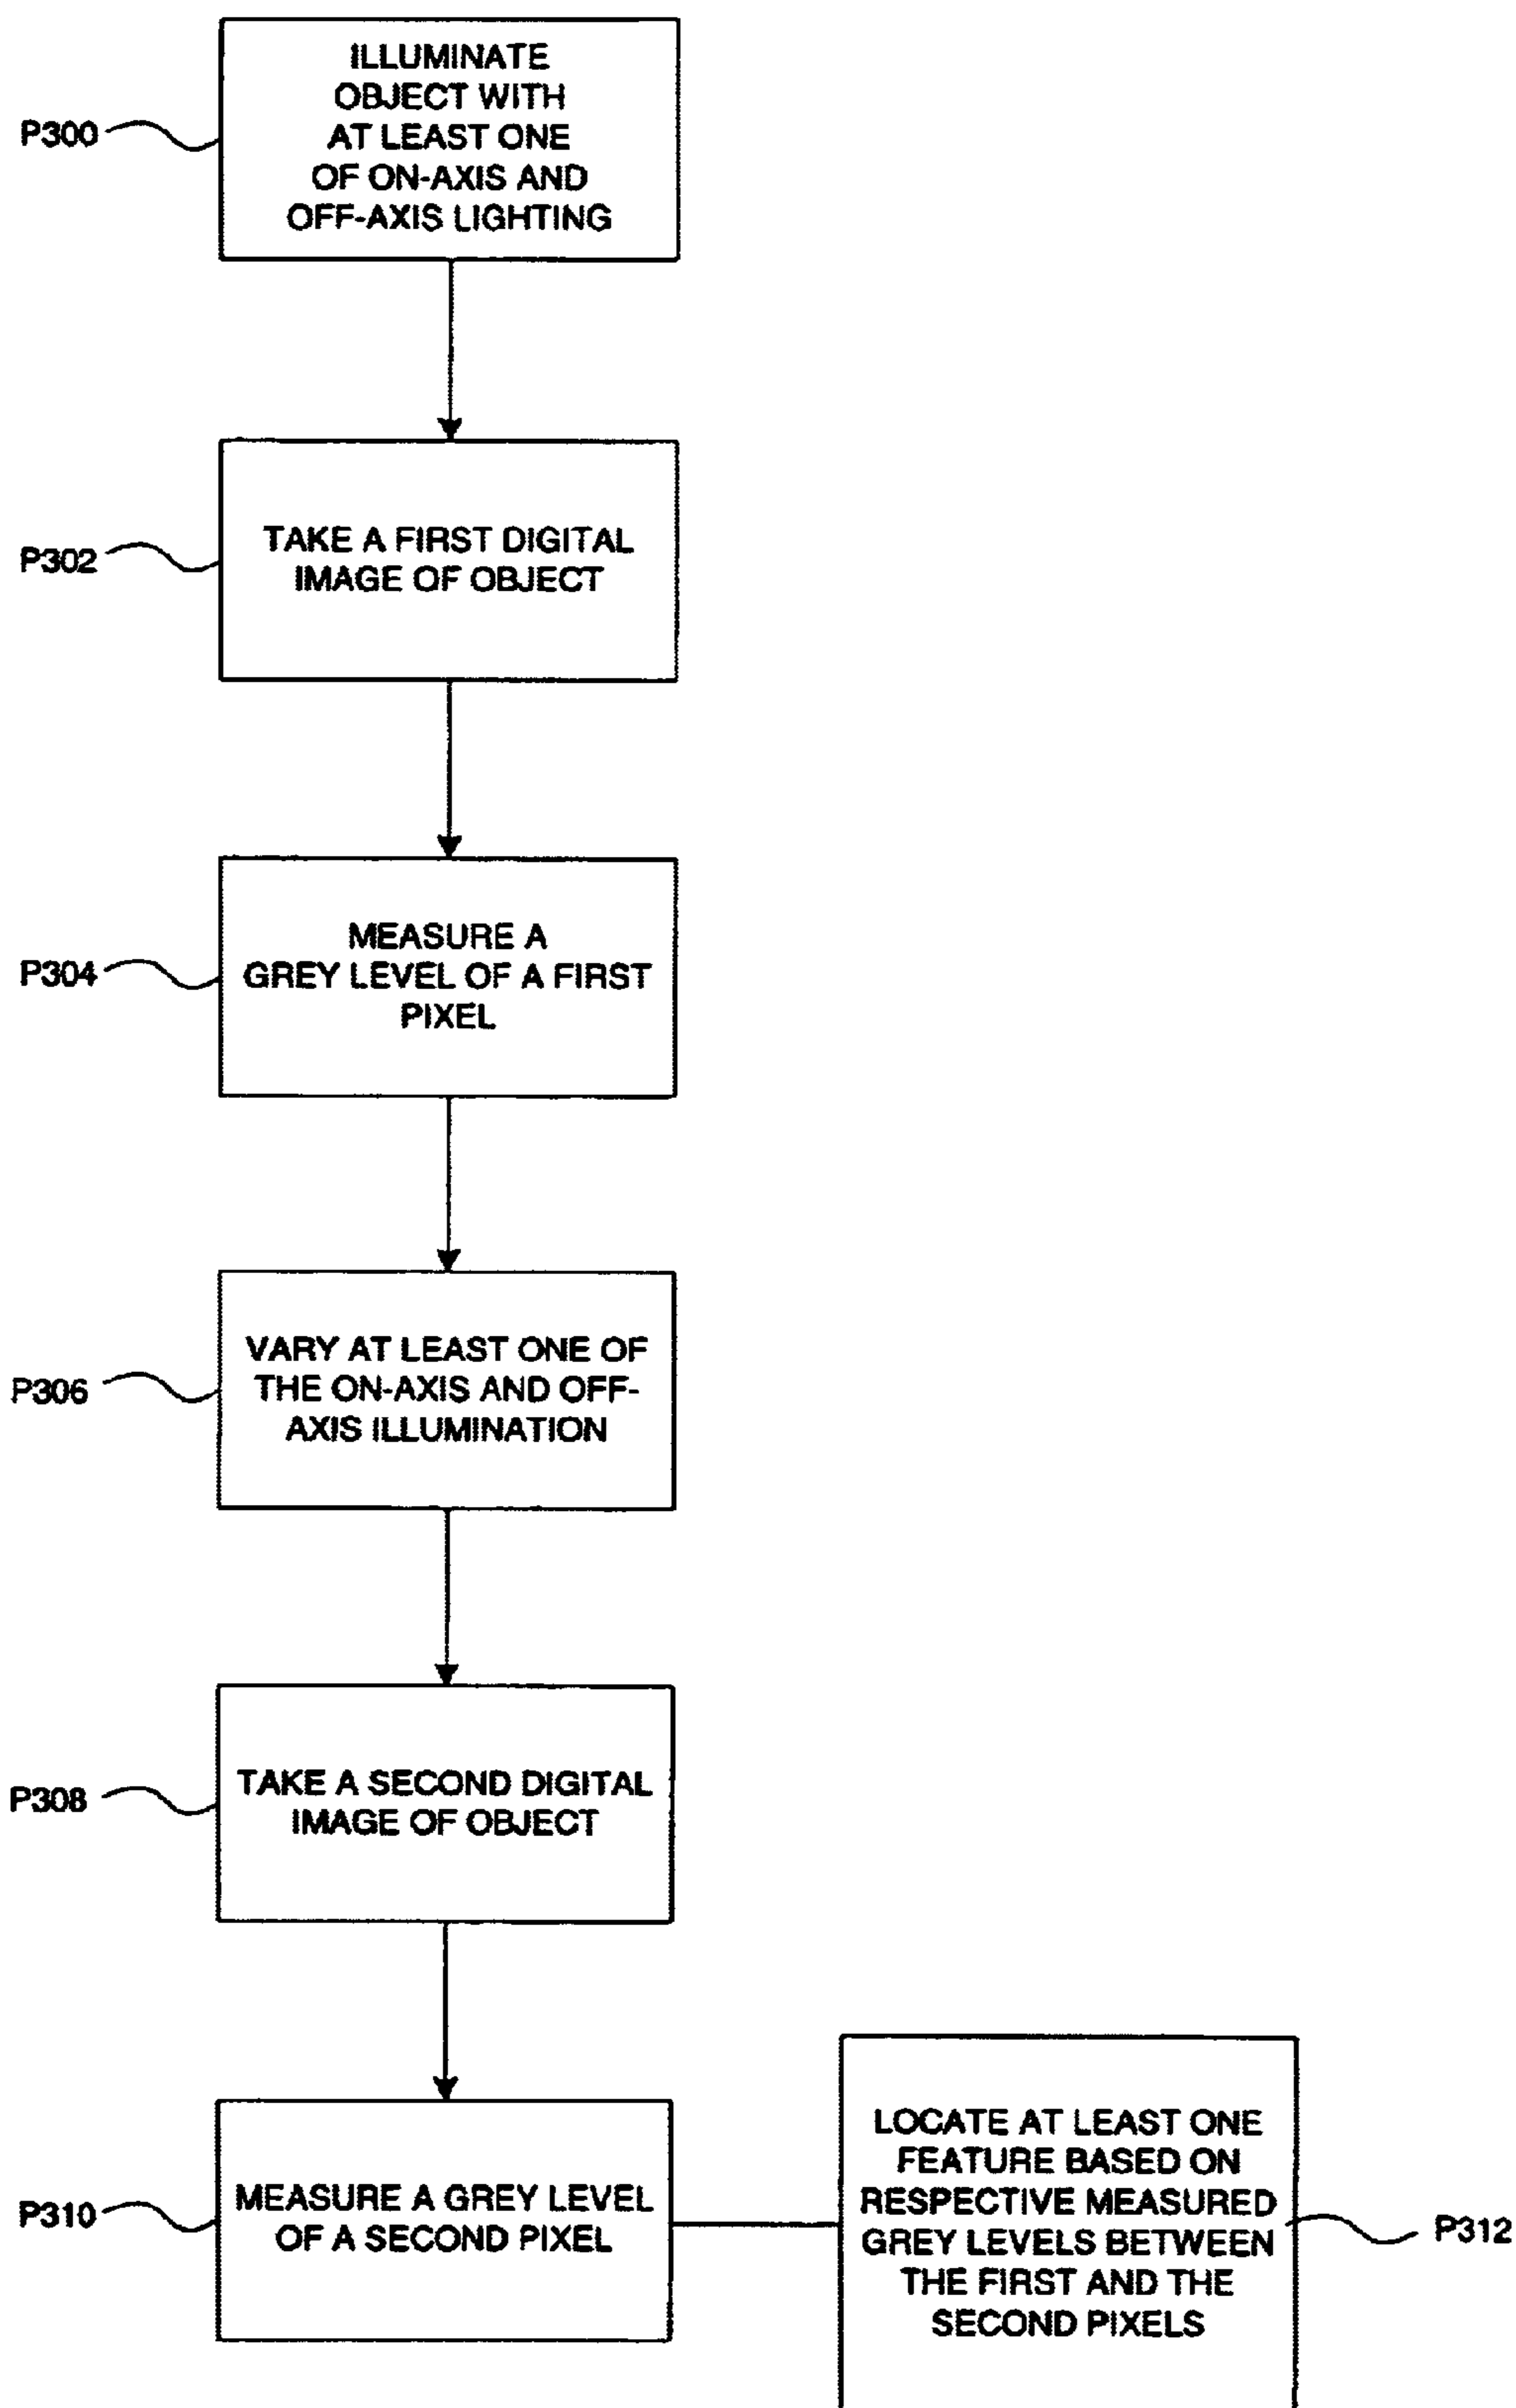 P300
ILLUMINATE
OBJECT WITH
AT LEAST ONE
OF ON-AXIS AND
OFF-AXIS LIGHTING
P302
TAKE A FIRST DIGITAL
IMAGE OF OBJECT
P304
MEASURE A
GREY LEVEL OF A FIRST
PIXEL
P306
VARY AT LEAST ONE OF
THE ON-AXIS AND OFF-
AXIS ILLUMINATION
P308
TAKE A SECOND DIGITAL
IMAGE OF OBJECT
P310
MEASURE A GREY LEVEL
OF A SECOND PIXEL
LOCATE AT LEAST ONE
FEATURE BASED ON
RESPECTIVE MEASURED
GREY LEVELS BETWEEN
THE FIRST AND THE
SECOND PIXELS
P312